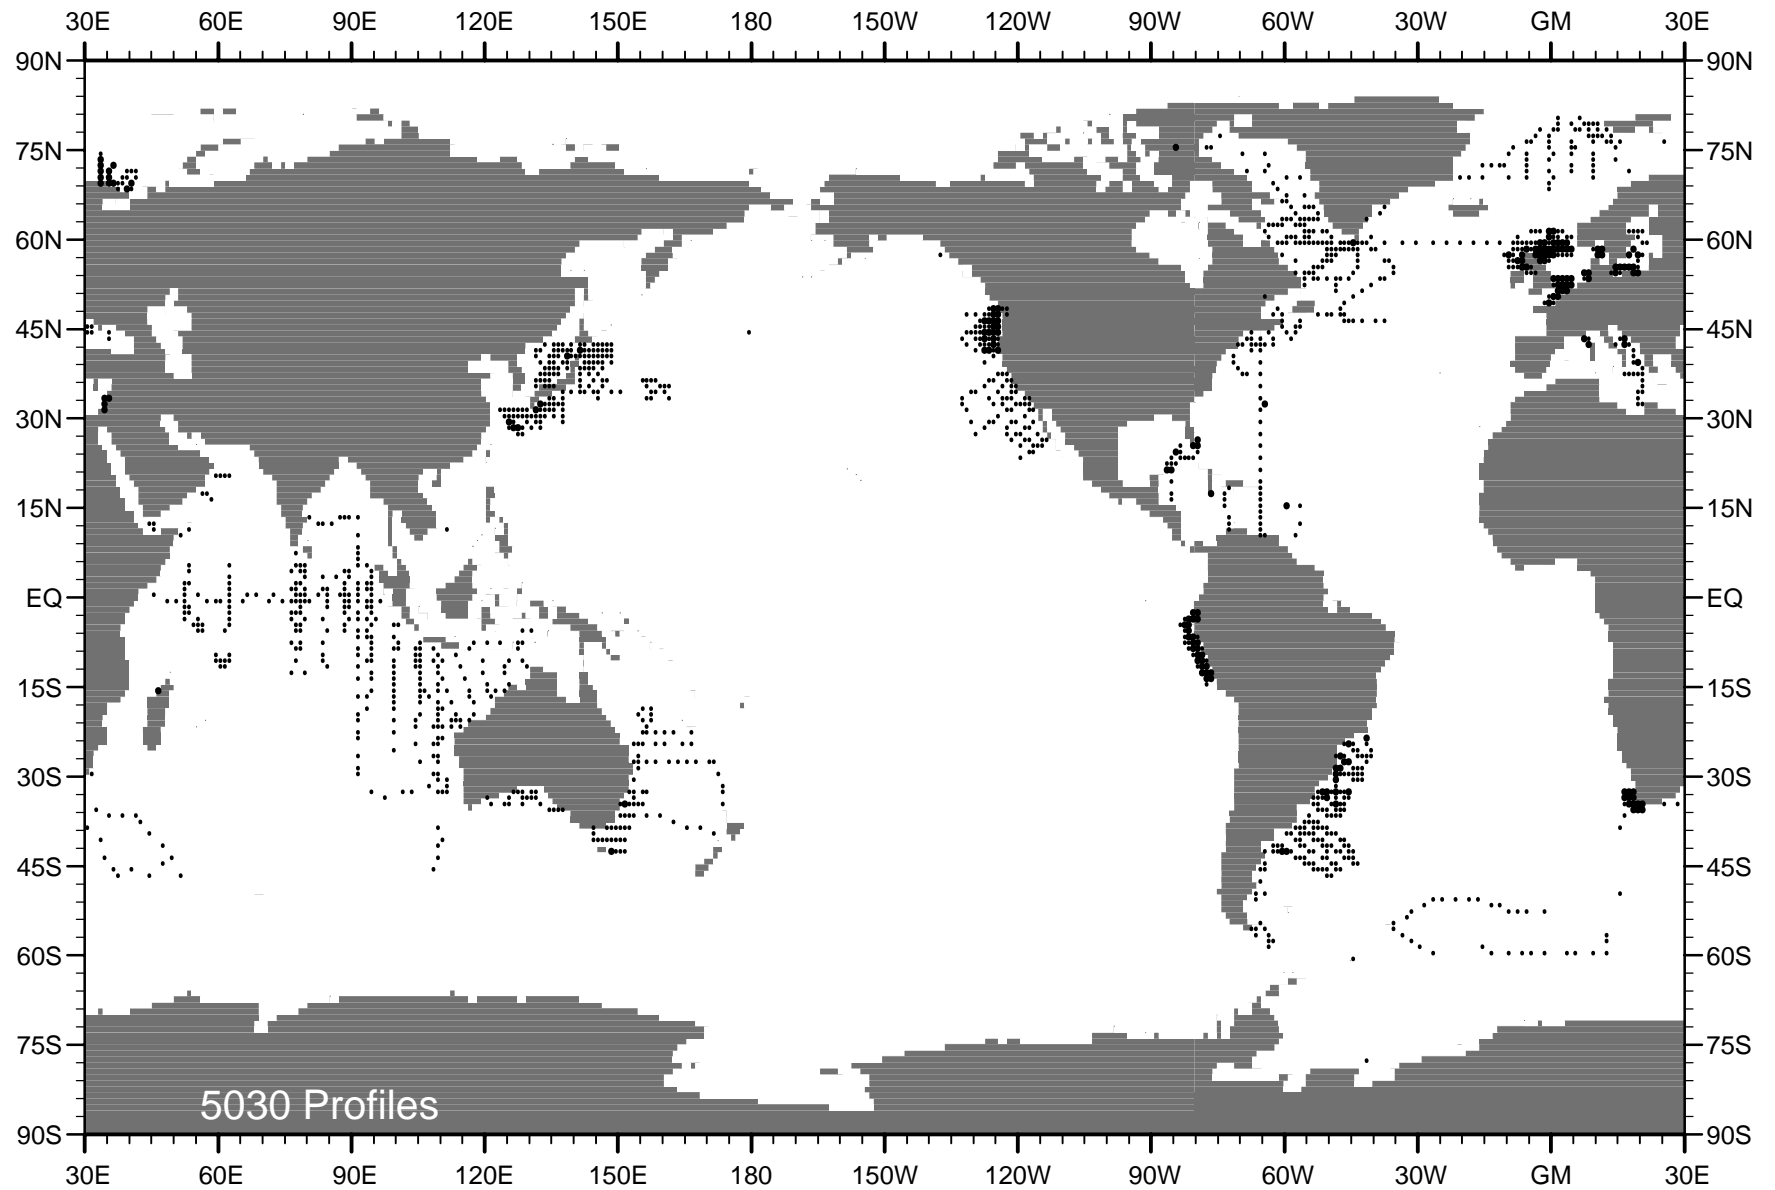 30E 60E 90E 120E 150E 180 150W 120W 90W 60W 30W GM 30E
90N 90N
75N 75N
60N 60N
45N 45N
30N 30N
15N 15N
EQ EQ
15S 15S
30S 30S
45S 45S
60S 60S
75S 75S
5030 Profiles
90S 90S
30E 60E 90E 120E 150E 180 150W 120W 90W 60W 30W GM 30E